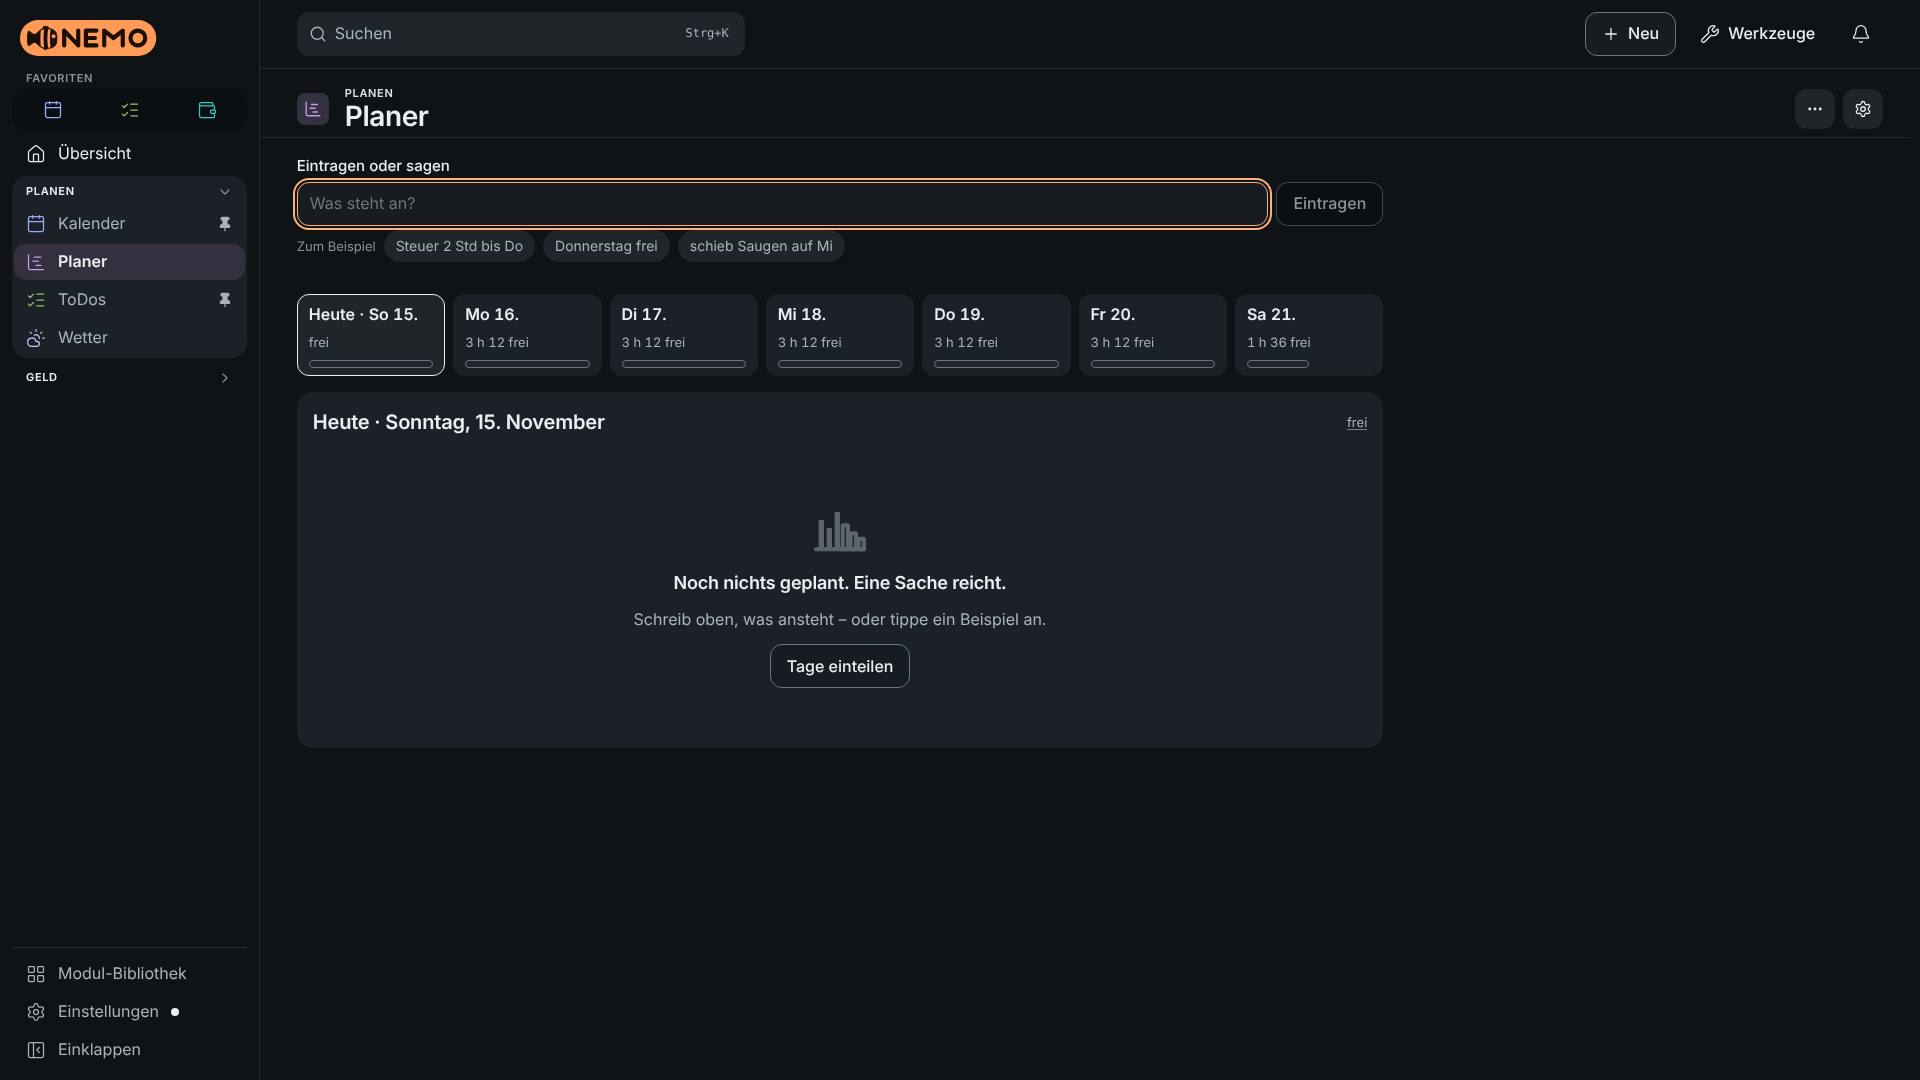 NEMO
Suchen
Strg+K
Neu
Werkzeuge
FAVORITEN
Übersicht
PLANEN
Kalender
Planer
ToDos
Wetter
GELD
Modul-Bibliothek
Einstellungen
Einklappen
PLANEN
Planer
Eintragen oder sagen
Was steht an?
Eintragen
Zum Beispiel
Steuer 2 Std bis Do
Donnerstag frei
schieb Saugen auf Mi
Heute · So 15.
frei
Mo 16.
3 h 12 frei
Di 17.
3 h 12 frei
Mi 18.
3 h 12 frei
Do 19.
3 h 12 frei
Fr 20.
3 h 12 frei
Sa 21.
1 h 36 frei
Heute · Sonntag, 15. November
frei
Noch nichts geplant. Eine Sache reicht.
Schreib oben, was ansteht – oder tippe ein Beispiel an.
Tage einteilen